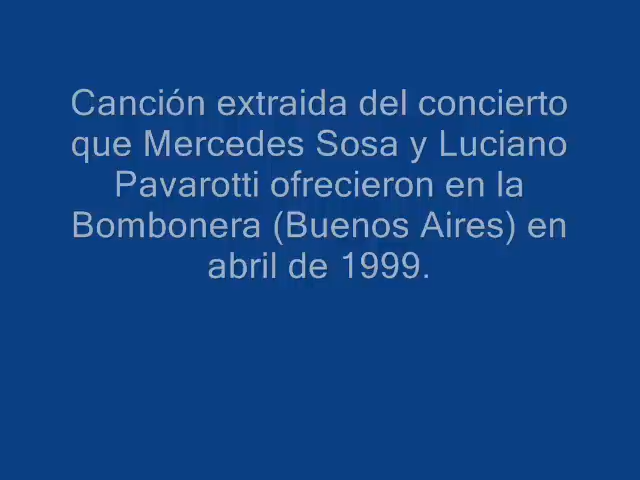 Canción extraida del concierto
que Mercedes Sosa y Luciano
Pavarotti ofrecieron en la
Bombonera (Buenos Aires) en
abril de 1999.